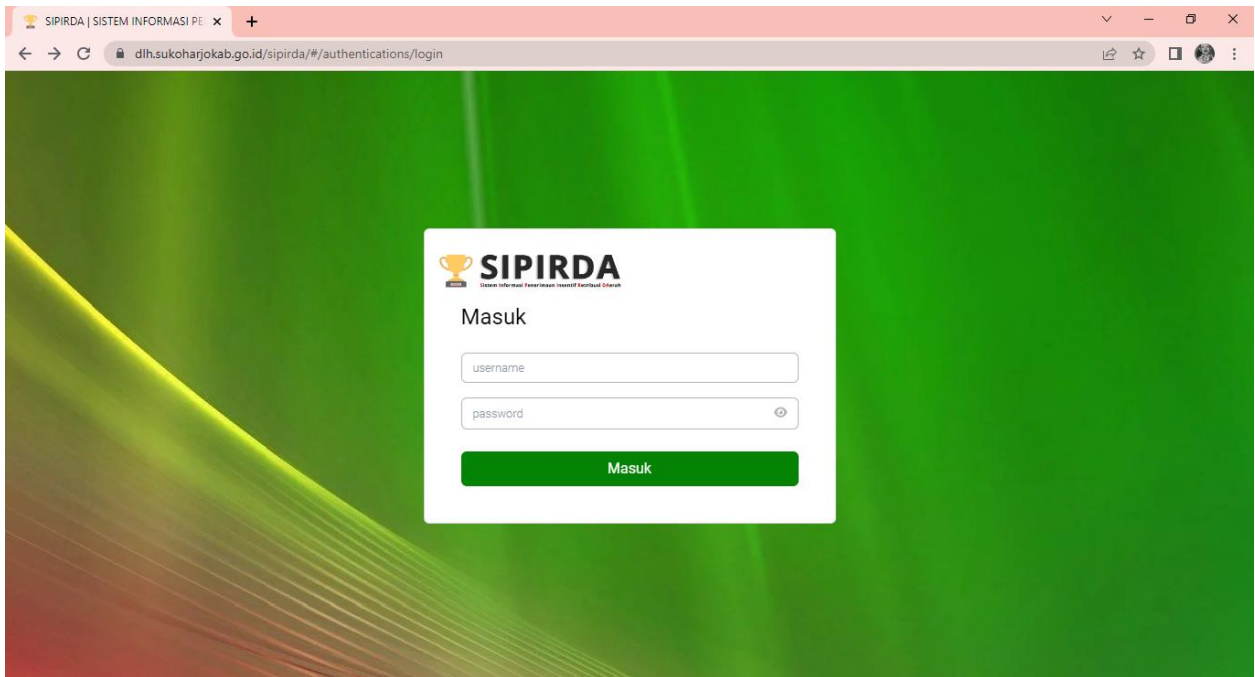 SIPIRDA | SISTEM INFORMASI PE
dlh.sukoharjokab.go.id/sipirda/#/authentications/login
SIPIRDA
Sistem Informasi Penerimaan Insentif Retribusi DAerah
Masuk
username
password
Masuk